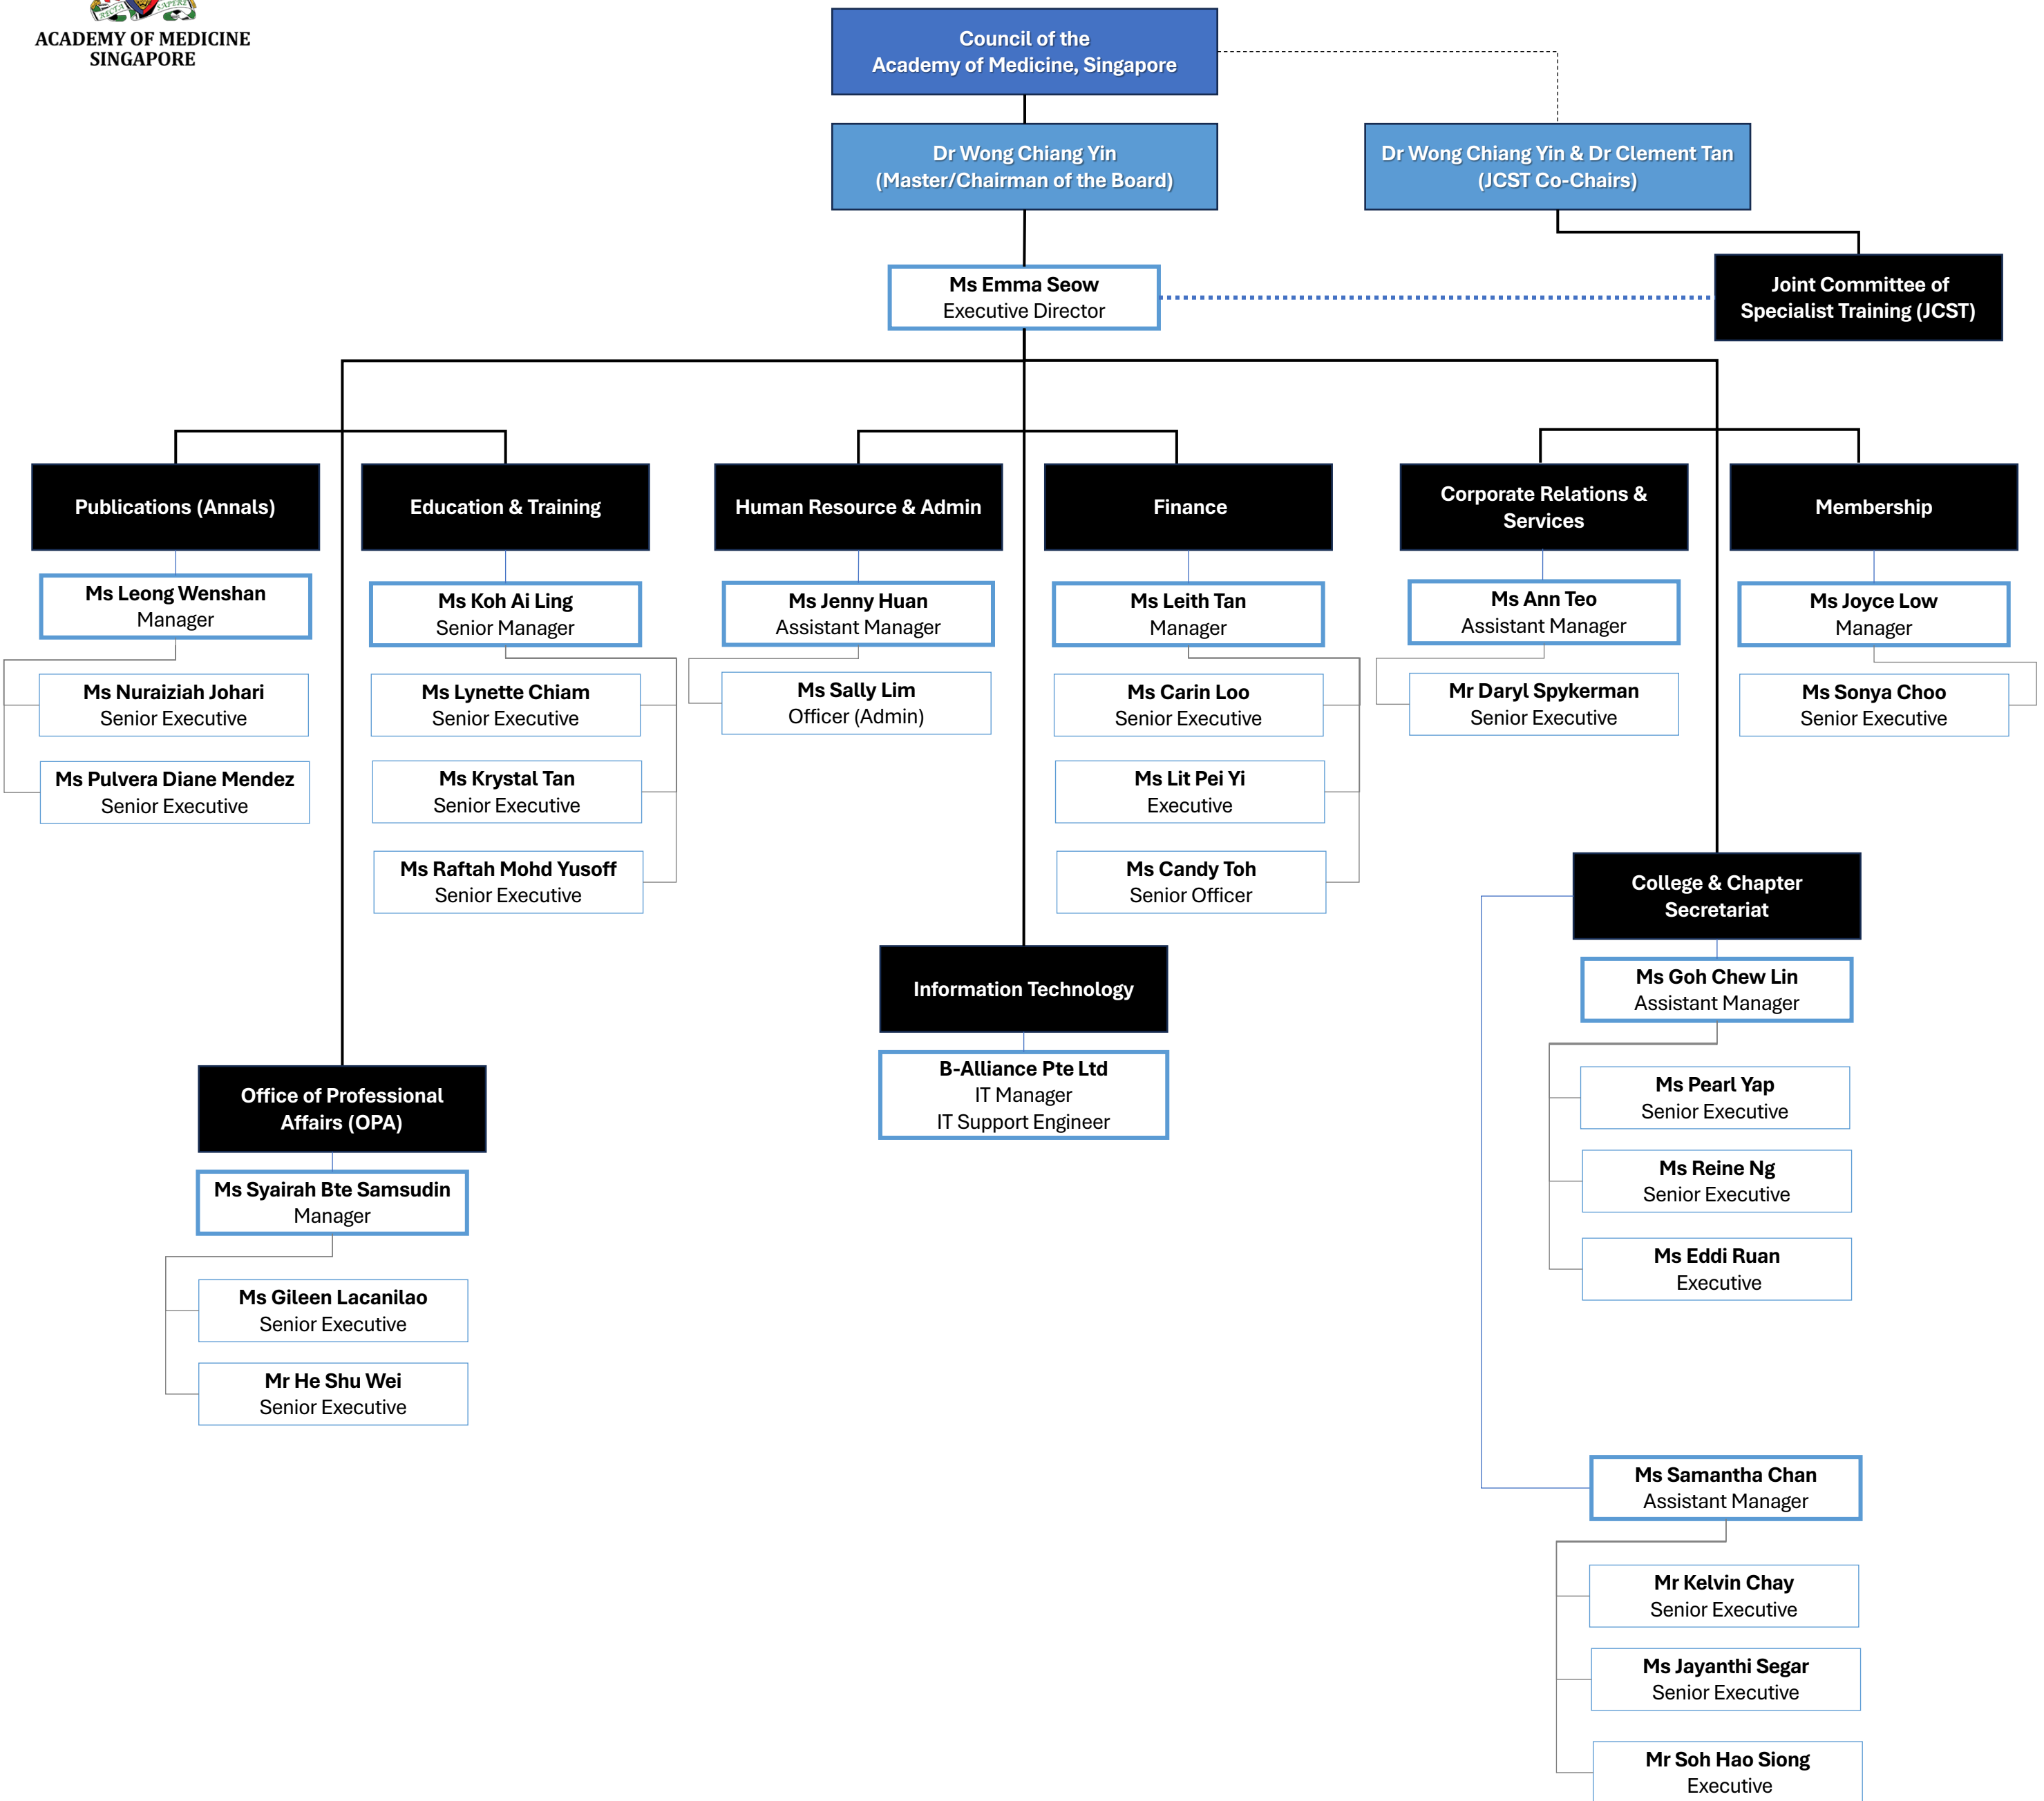 RECTA SAPERE
ACADEMY OF MEDICINE
SINGAPORE
Council of the
Academy of Medicine, Singapore
Dr Wong Chiang Yin
(Master/Chairman of the Board)
Dr Wong Chiang Yin & Dr Clement Tan
(JCST Co-Chairs)
Ms Emma Seow
Executive Director
Joint Committee of
Specialist Training (JCST)
Publications (Annals)
Ms Leong Wenshan
Manager
Ms Nuraiziah Johari
Senior Executive
Ms Pulvera Diane Mendez
Senior Executive
Education & Training
Ms Koh Ai Ling
Senior Manager
Ms Lynette Chiam
Senior Executive
Ms Krystal Tan
Senior Executive
Ms Raftah Mohd Yusoff
Senior Executive
Human Resource & Admin
Ms Jenny Huan
Assistant Manager
Ms Sally Lim
Officer (Admin)
Finance
Ms Leith Tan
Manager
Ms Carin Loo
Senior Executive
Ms Lit Pei Yi
Executive
Ms Candy Toh
Senior Officer
Corporate Relations &
Services
Ms Ann Teo
Assistant Manager
Mr Daryl Spykerman
Senior Executive
Membership
Ms Joyce Low
Manager
Ms Sonya Choo
Senior Executive
Office of Professional
Affairs (OPA)
Ms Syairah Bte Samsudin
Manager
Ms Gileen Lacanilao
Senior Executive
Mr He Shu Wei
Senior Executive
Information Technology
B-Alliance Pte Ltd
IT Manager
IT Support Engineer
College & Chapter
Secretariat
Ms Goh Chew Lin
Assistant Manager
Ms Pearl Yap
Senior Executive
Ms Reine Ng
Senior Executive
Ms Eddi Ruan
Executive
Ms Samantha Chan
Assistant Manager
Mr Kelvin Chay
Senior Executive
Ms Jayanthi Segar
Senior Executive
Mr Soh Hao Siong
Executive